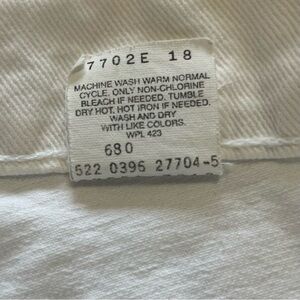 7702E 18
MACHINE WASH WARM NORMAL
CYCLE. ONLY NON-CHLORINE
BLEACH IF NEEDED. TUMBLE
DRY HOT. HOT IRON IF NEEDED.
WASH AND DRY
WITH LIKE COLORS.
WPL 423
680
522 0396 27704-5